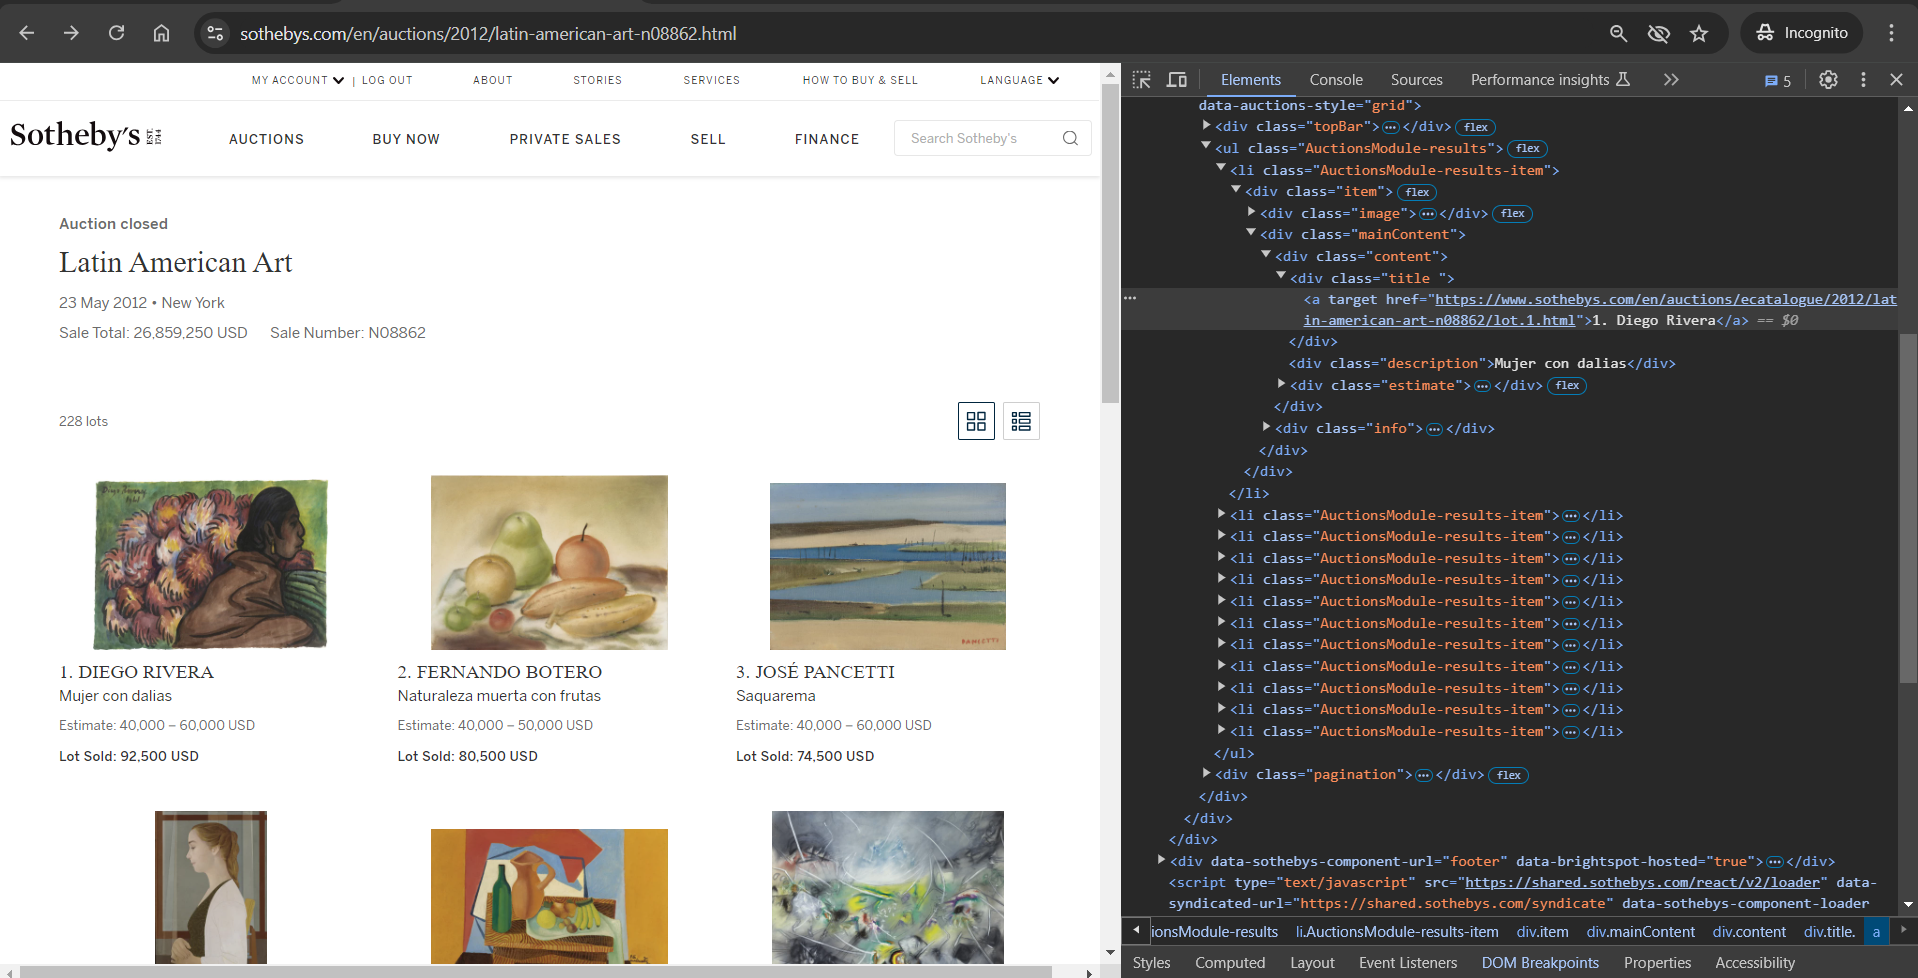 sothebys.com/en/auctions/2012/latin-american-art-n08862.html
Incognito
MY ACCOUNT | LOG OUT ABOUT STORIES SERVICES HOW TO BUY & SELL LANGUAGE
Sotheby's EST. 1744
AUCTIONS BUY NOW PRIVATE SALES SELL FINANCE Search Sotheby's
Auction closed
Latin American Art
23 May 2012 • New York
Sale Total: 26,859,250 USD Sale Number: N08862
228 lots
1. DIEGO RIVERA
Mujer con dalias
Estimate: 40,000 – 60,000 USD
Lot Sold: 92,500 USD
2. FERNANDO BOTERO
Naturaleza muerta con frutas
Estimate: 40,000 – 50,000 USD
Lot Sold: 80,500 USD
PANCETTI
3. JOSÉ PANCETTI
Saquarema
Estimate: 40,000 – 60,000 USD
Lot Sold: 74,500 USD
Elements Console Sources Performance insights 5
data-auctions-style="grid">
<div class="topBar">…</div> flex
<ul class="AuctionsModule-results"> flex
<li class="AuctionsModule-results-item">
<div class="item"> flex
<div class="image">…</div> flex
<div class="mainContent">
<div class="content">
<div class="title ">
<a target href="https://www.sothebys.com/en/auctions/ecatalogue/2012/lat
in-american-art-n08862/lot.1.html">1. Diego Rivera</a> == $0
</div>
<div class="description">Mujer con dalias</div>
<div class="estimate">…</div> flex
</div>
<div class="info">…</div>
</div>
</div>
</li>
<li class="AuctionsModule-results-item">…</li>
<li class="AuctionsModule-results-item">…</li>
<li class="AuctionsModule-results-item">…</li>
<li class="AuctionsModule-results-item">…</li>
<li class="AuctionsModule-results-item">…</li>
<li class="AuctionsModule-results-item">…</li>
<li class="AuctionsModule-results-item">…</li>
<li class="AuctionsModule-results-item">…</li>
<li class="AuctionsModule-results-item">…</li>
<li class="AuctionsModule-results-item">…</li>
<li class="AuctionsModule-results-item">…</li>
</ul>
<div class="pagination">…</div> flex
</div>
</div>
</div>
<div data-sothebys-component-url="footer" data-brightspot-hosted="true">…</div>
<script type="text/javascript" src="https://shared.sothebys.com/react/v2/loader" data-
syndicated-url="https://shared.sothebys.com/syndicate" data-sothebys-component-loader
ionsModule-results li.AuctionsModule-results-item div.item div.mainContent div.content div.title. a
Styles Computed Layout Event Listeners DOM Breakpoints Properties Accessibility